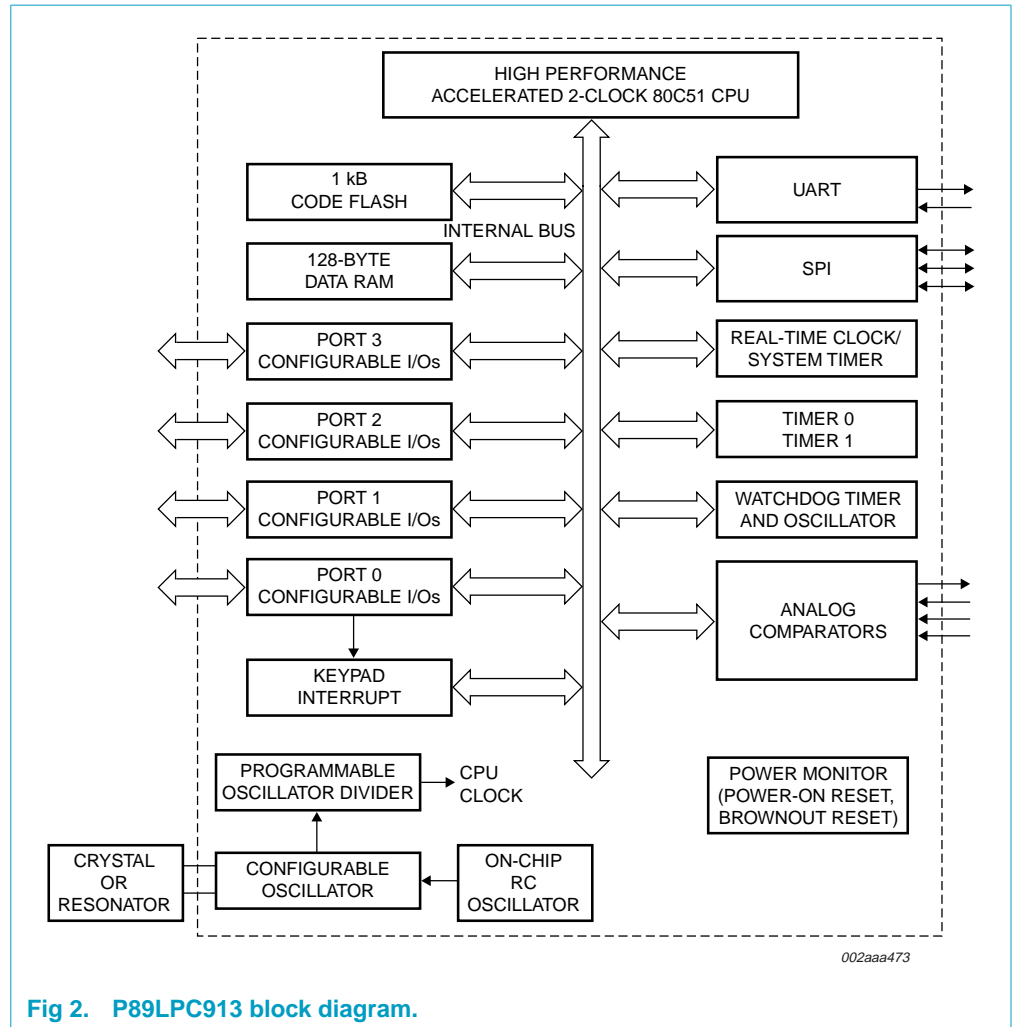 HIGH PERFORMANCE
ACCELERATED 2-CLOCK 80C51 CPU
1 kB
CODE FLASH
UART
INTERNAL BUS
128-BYTE
DATA RAM
SPI
PORT 3
CONFIGURABLE I/Os
REAL-TIME CLOCK/
SYSTEM TIMER
PORT 2
CONFIGURABLE I/Os
TIMER 0
TIMER 1
PORT 1
CONFIGURABLE I/Os
WATCHDOG TIMER
AND OSCILLATOR
PORT 0
CONFIGURABLE I/Os
ANALOG
COMPARATORS
KEYPAD
INTERRUPT
PROGRAMMABLE
OSCILLATOR DIVIDER
CPU
CLOCK
POWER MONITOR
(POWER-ON RESET,
BROWNOUT RESET)
CRYSTAL
OR
RESONATOR
CONFIGURABLE
OSCILLATOR
ON-CHIP
RC
OSCILLATOR
002aaa473
Fig 2. P89LPC913 block diagram.